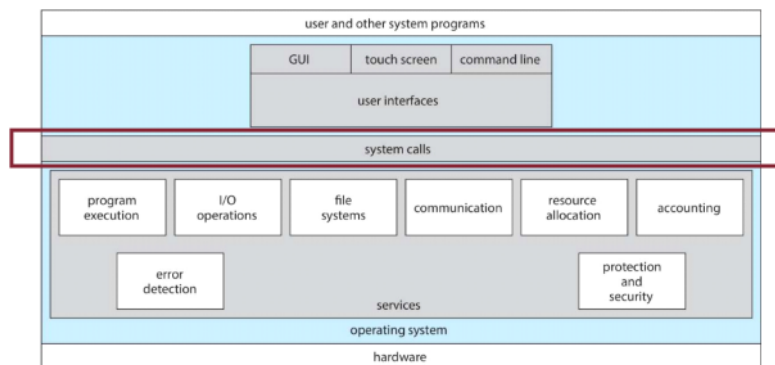 user and other system programs
GUI
touch screen
command line
user interfaces
system calls
program
execution
I/O
operations
file
systems
communication
resource
allocation
accounting
error
detection
protection
and
security
services
operating system
hardware